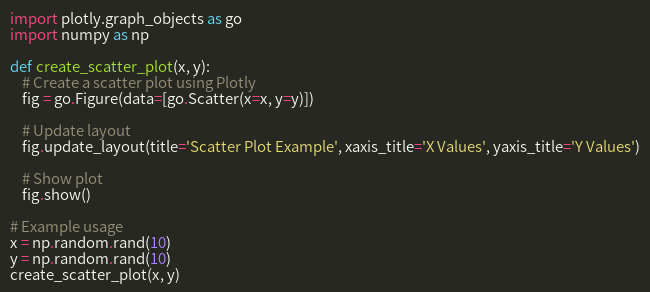 import plotly.graph_objects as go
import numpy as np

def create_scatter_plot(x, y):
    # Create a scatter plot using Plotly
    fig = go.Figure(data=[go.Scatter(x=x, y=y)])

    # Update layout
    fig.update_layout(title='Scatter Plot Example', xaxis_title='X Values', yaxis_title='Y Values')

    # Show plot
    fig.show()

# Example usage
x = np.random.rand(10)
y = np.random.rand(10)
create_scatter_plot(x, y)